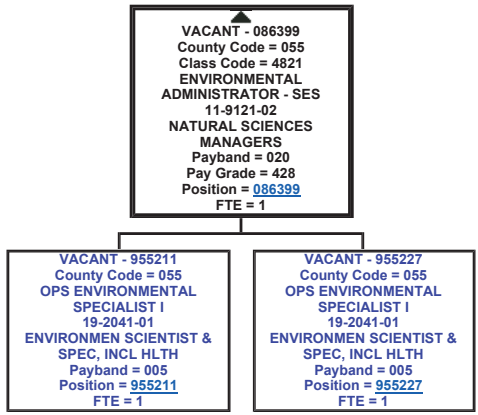 VACANT - 086399
County Code = 055
Class Code = 4821
ENVIRONMENTAL
ADMINISTRATOR - SES
11-9121-02
NATURAL SCIENCES
MANAGERS
Payband = 020
Pay Grade = 428
Position = 086399
FTE = 1
VACANT - 955211
County Code = 055
OPS ENVIRONMENTAL
SPECIALIST I
19-2041-01
ENVIRONMEN SCIENTIST &
SPEC, INCL HLTH
Payband = 005
Position = 955211
FTE = 1
VACANT - 955227
County Code = 055
OPS ENVIRONMENTAL
SPECIALIST I
19-2041-01
ENVIRONMEN SCIENTIST &
SPEC, INCL HLTH
Payband = 005
Position = 955227
FTE = 1